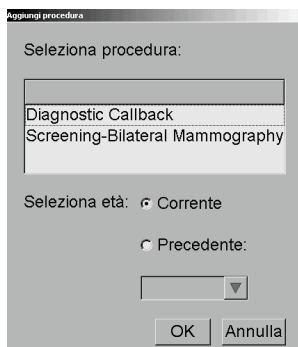 Aggiungi procedura
Seleziona procedura:
Diagnostic Callback
Screening-Bilateral Mammography
Seleziona età: Corrente
Precedente:
OK Annulla